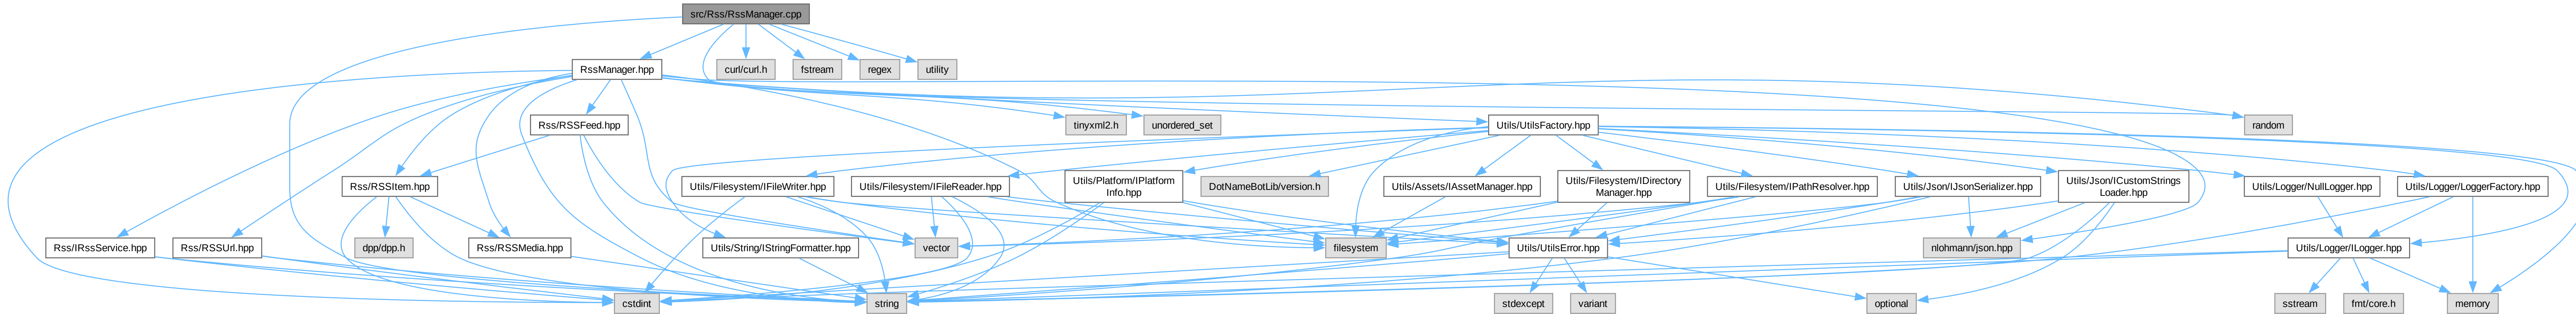 src/Rss/RssManager.cpp
RssManager.hpp
curl/curl.h
fstream
regex
utility
Rss/RSSFeed.hpp
tinyxml2.h
unordered_set
Utils/UtilsFactory.hpp
random
Rss/RSSItem.hpp
Utils/Filesystem/IFileWriter.hpp
Utils/Filesystem/IFileReader.hpp
Utils/Platform/IPlatform
Info.hpp
DotNameBotLib/version.h
Utils/Assets/IAssetManager.hpp
Utils/Filesystem/IDirectory
Manager.hpp
Utils/Filesystem/IPathResolver.hpp
Utils/Json/IJsonSerializer.hpp
Utils/Json/ICustomStrings
Loader.hpp
Utils/Logger/NullLogger.hpp
Utils/Logger/LoggerFactory.hpp
Rss/IRssService.hpp
Rss/RSSUrl.hpp
dpp/dpp.h
Rss/RSSMedia.hpp
Utils/String/IStringFormatter.hpp
vector
filesystem
Utils/UtilsError.hpp
nlohmann/json.hpp
Utils/Logger/ILogger.hpp
cstdint
string
stdexcept
variant
optional
sstream
fmt/core.h
memory